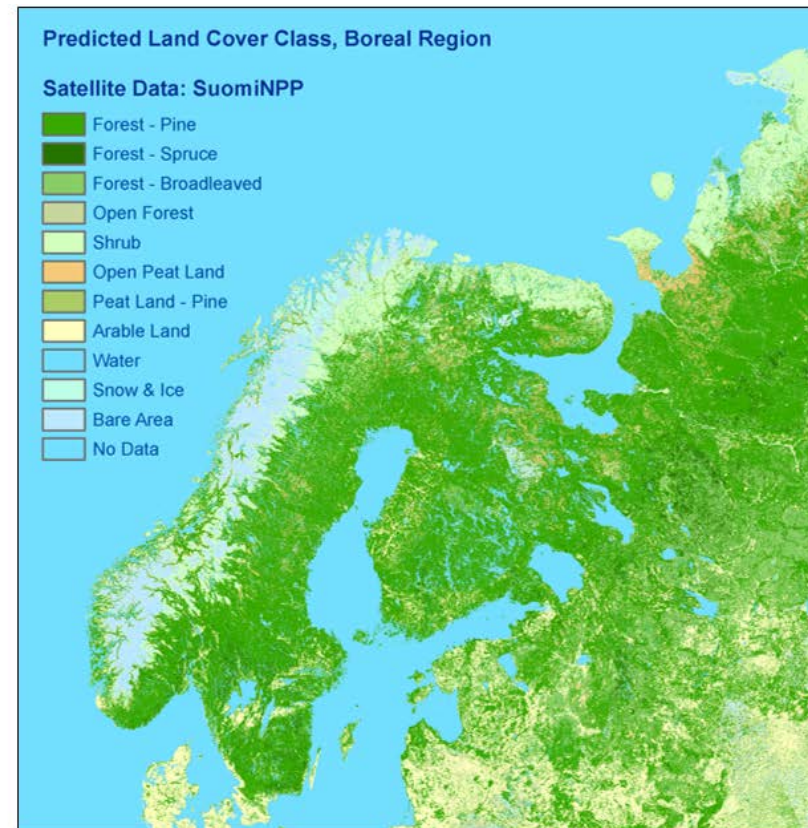 Predicted Land Cover Class, Boreal Region
Satellite Data: SuomiNPP
Forest - Pine
Forest - Spruce
Forest - Broadleaved
Open Forest
Shrub
Open Peat Land
Peat Land - Pine
Arable Land
Water
Snow & Ice
Bare Area
No Data